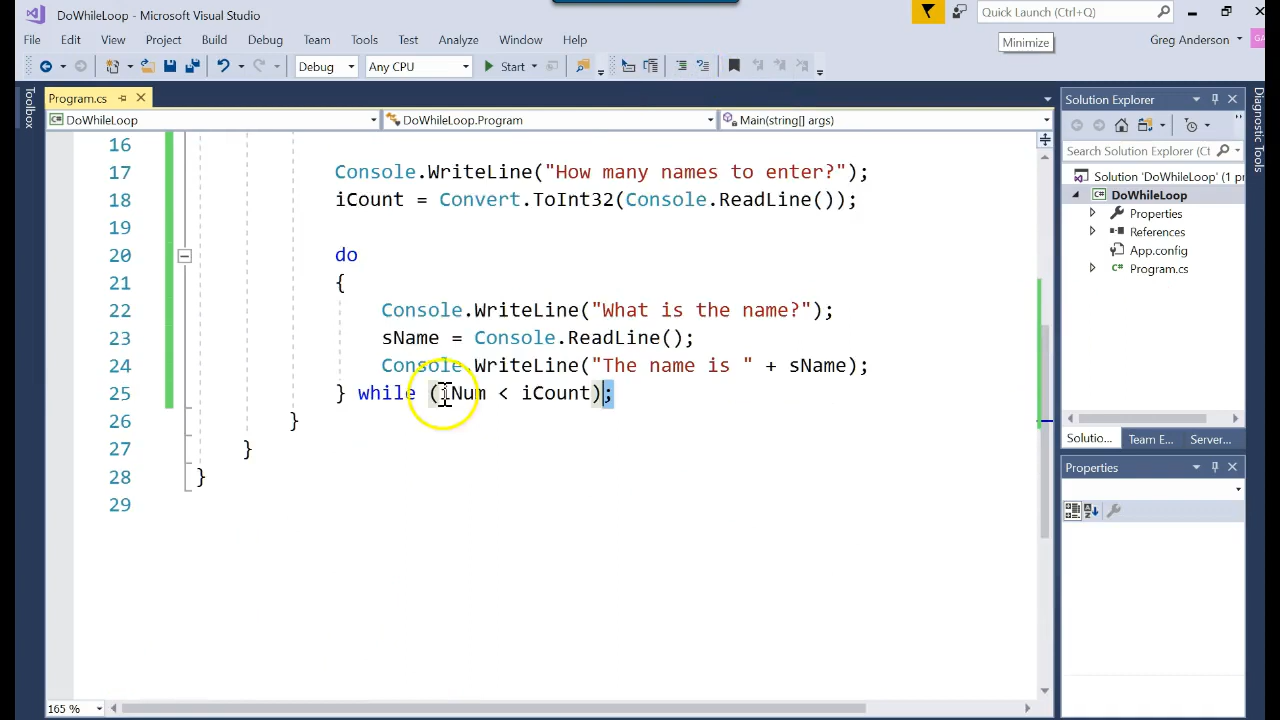 DoWhileLoop - Microsoft Visual Studio
Quick Launch (Ctrl+Q)
File Edit View Project Build Debug Team Tools Test Analyze Window Help
Minimize
Greg Anderson
GA
Debug Any CPU Start
Toolbox
Program.cs
DoWhileLoop DoWhileLoop.Program Main(string[] args)
16
17 Console.WriteLine("How many names to enter?");
18 iCount = Convert.ToInt32(Console.ReadLine());
19
20 do
21 {
22 Console.WriteLine("What is the name?");
23 sName = Console.ReadLine();
24 Console.WriteLine("The name is " + sName);
25 } while (iNum < iCount);
26 }
27 }
28 }
29
165 %
Solution Explorer
Search Solution Explorer (Ct
Solution 'DoWhileLoop' (1 pr
DoWhileLoop
Properties
References
App.config
Program.cs
Solutio... Team E... Server...
Properties
Diagnostic Tools